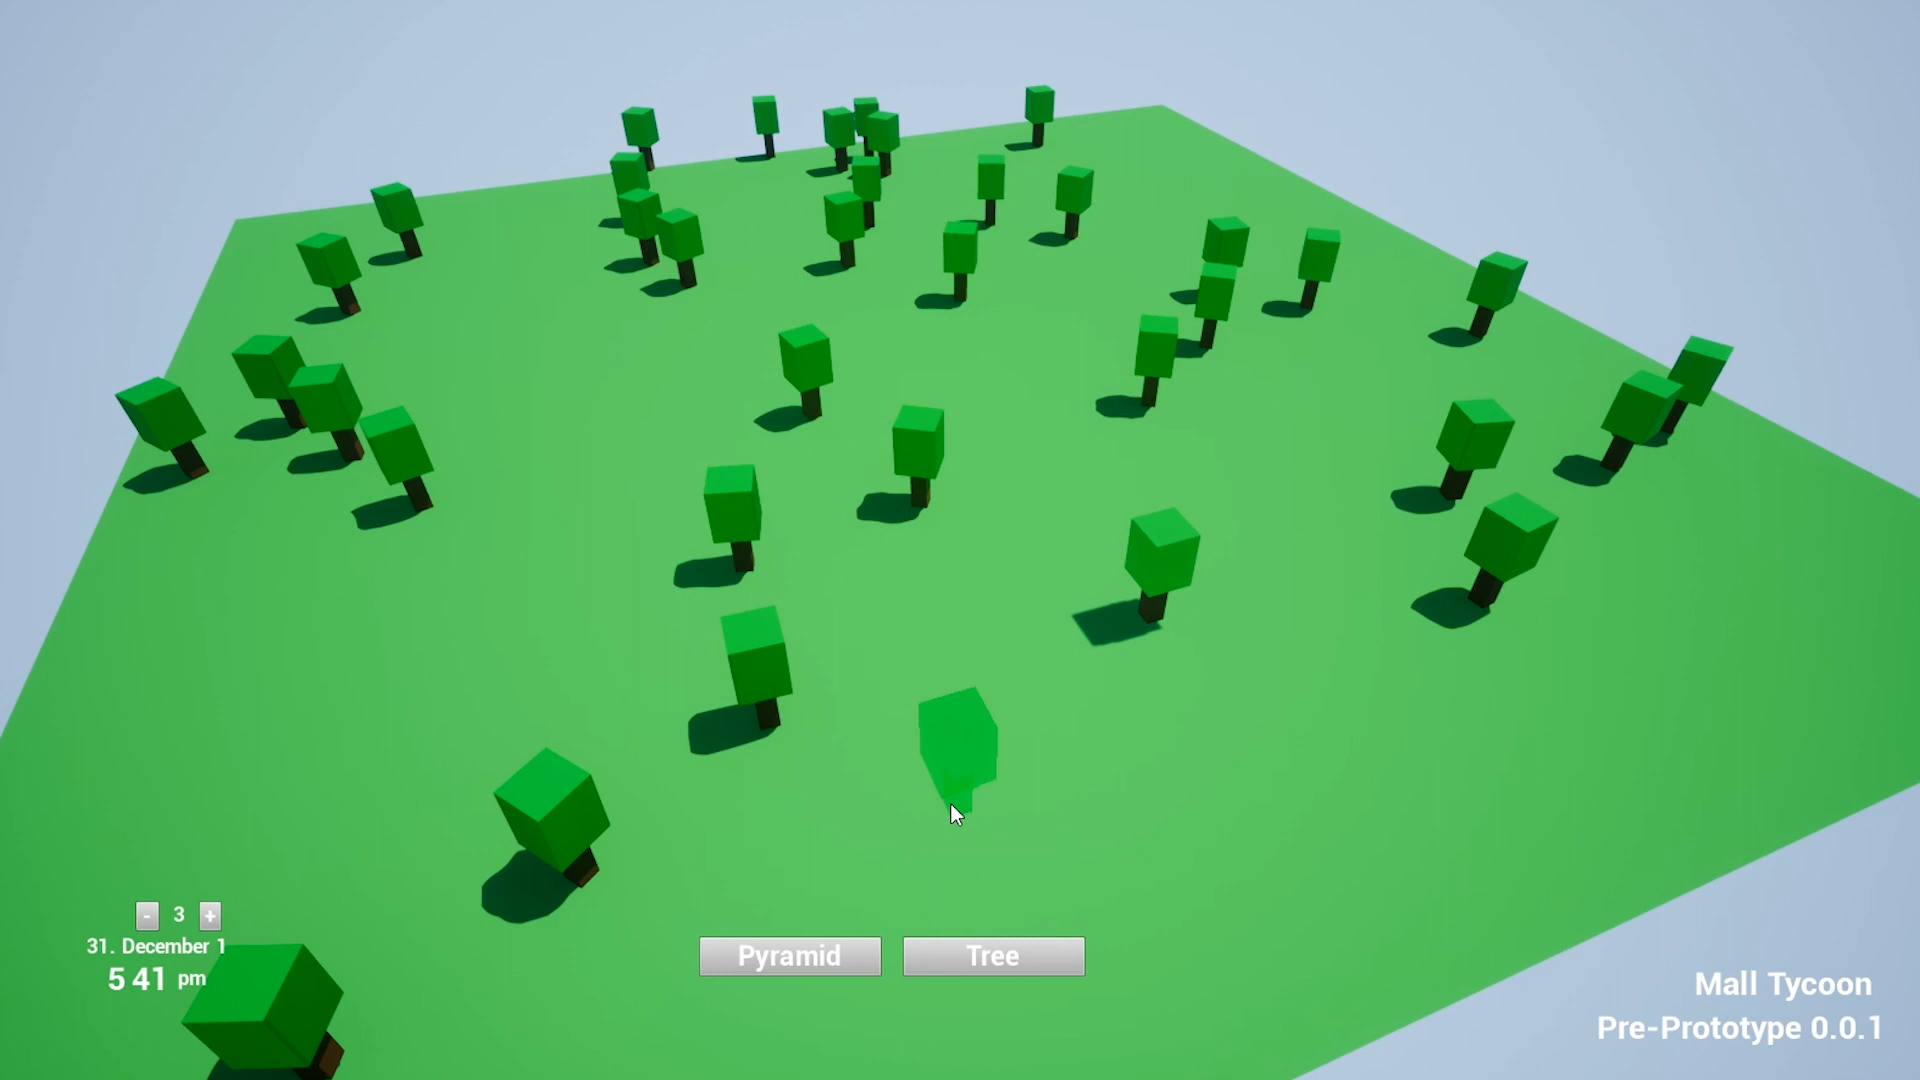 - 3 +
31. December 1
5 41 pm
Pyramid
Tree
Mall Tycoon
Pre-Prototype 0.0.1